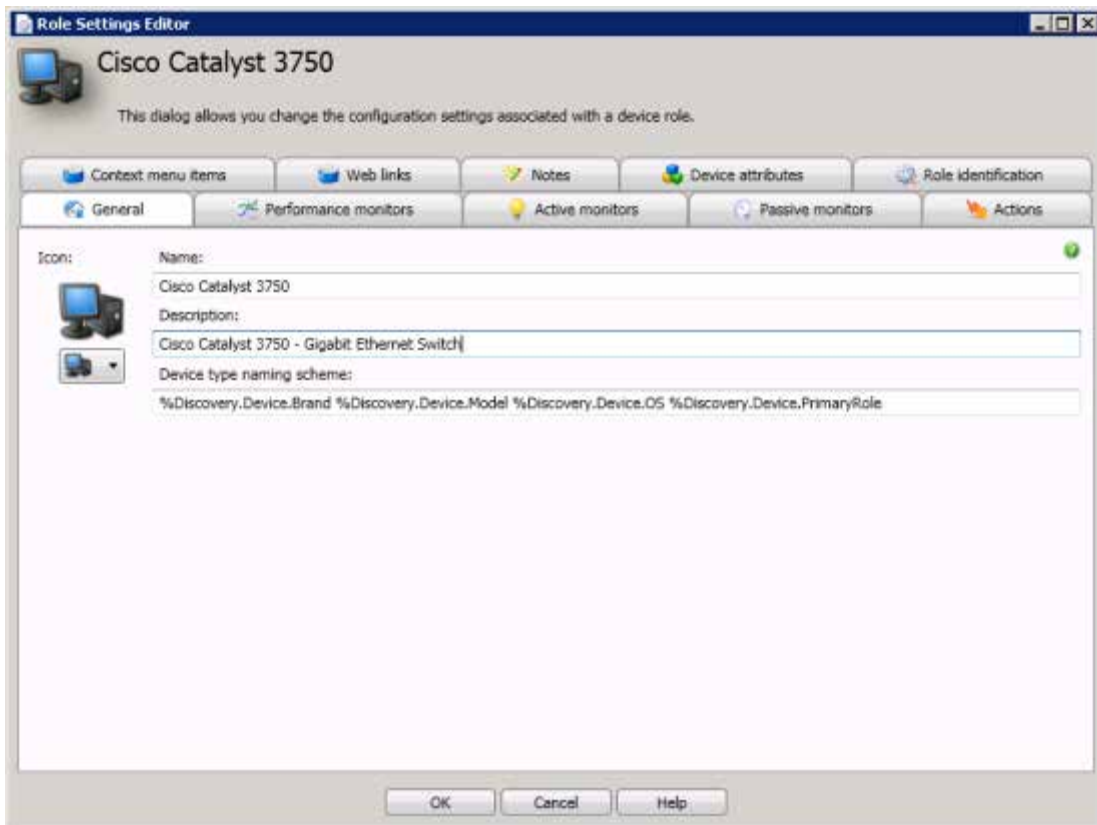 Role Settings Editor
Cisco Catalyst 3750
This dialog allows you change the configuration settings associated with a device role.
Context menu items Web links Notes Device attributes Role identification
General Performance monitors Active monitors Passive monitors Actions
Icon: Name:
Cisco Catalyst 3750
Description:
Cisco Catalyst 3750 - Gigabit Ethernet Switch
Device type naming scheme:
%Discovery.Device.Brand %Discovery.Device.Model %Discovery.Device.OS %Discovery.Device.PrimaryRole
OK Cancel Help